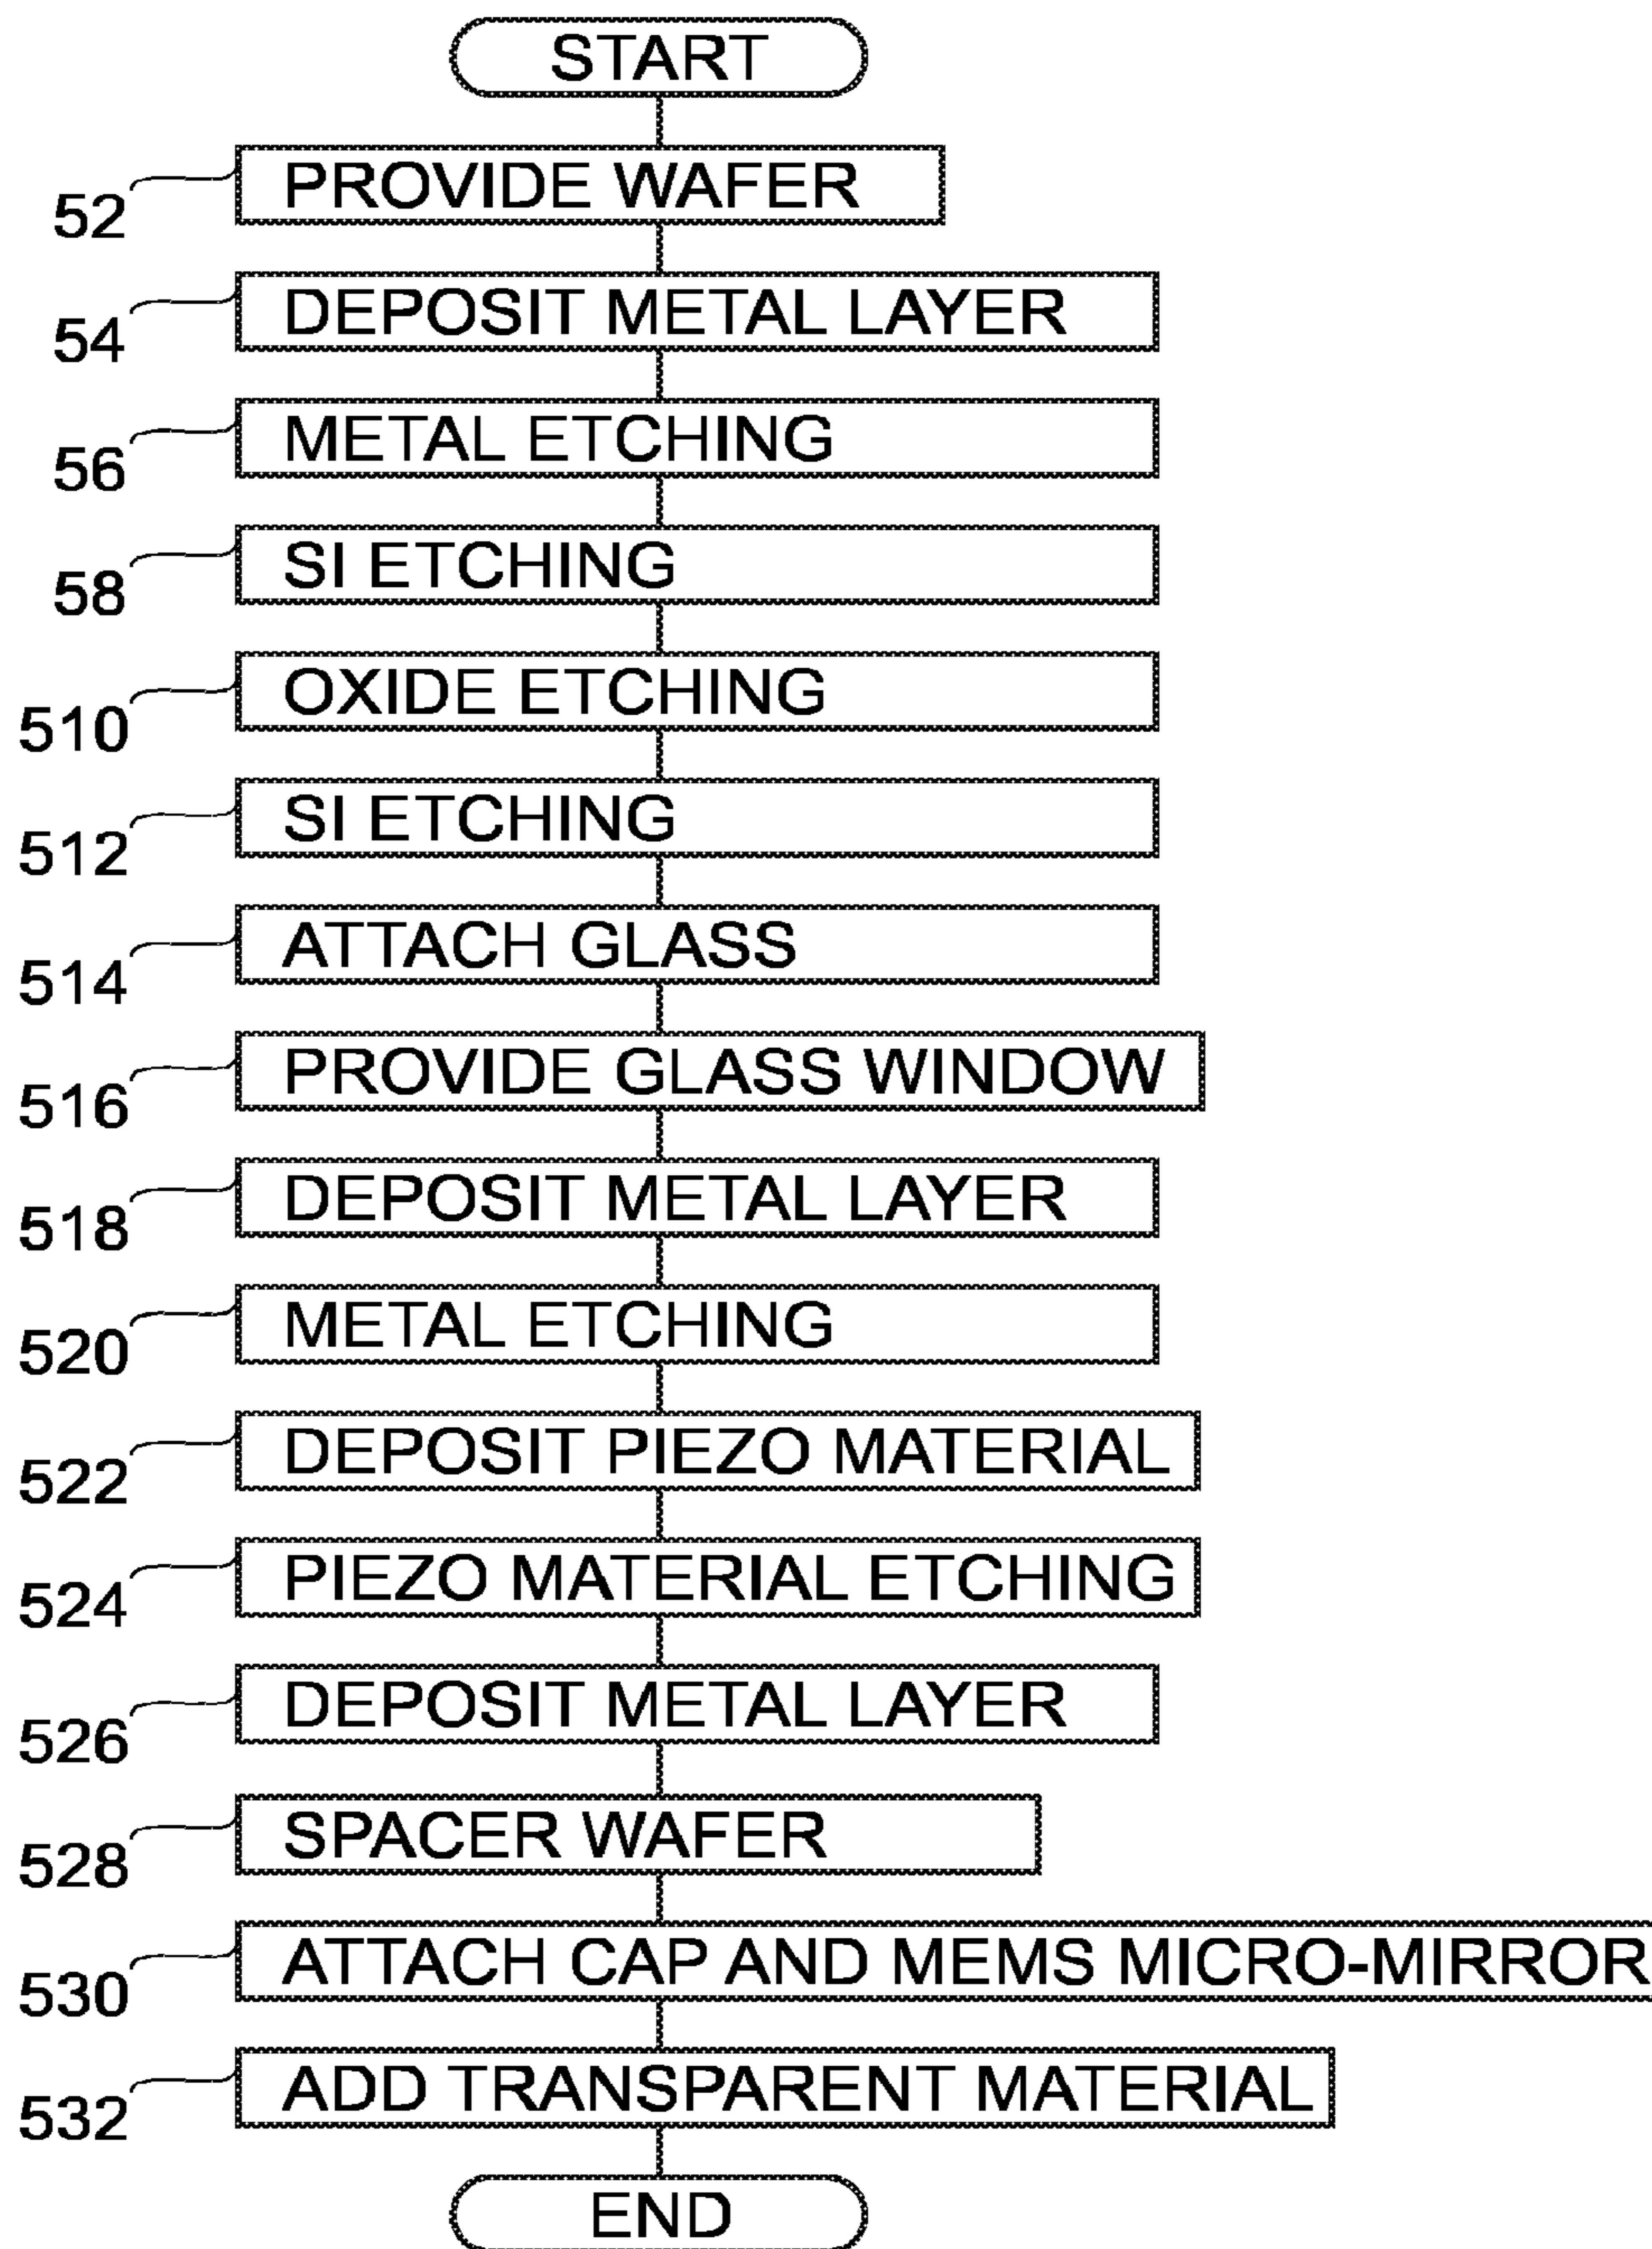 START
52 PROVIDE WAFER
54 DEPOSIT METAL LAYER
56 METAL ETCHING
58 SI ETCHING
510 OXIDE ETCHING
512 SI ETCHING
514 ATTACH GLASS
516 PROVIDE GLASS WINDOW
518 DEPOSIT METAL LAYER
520 METAL ETCHING
522 DEPOSIT PIEZO MATERIAL
524 PIEZO MATERIAL ETCHING
526 DEPOSIT METAL LAYER
528 SPACER WAFER
530 ATTACH CAP AND MEMS MICRO-MIRROR
532 ADD TRANSPARENT MATERIAL
END